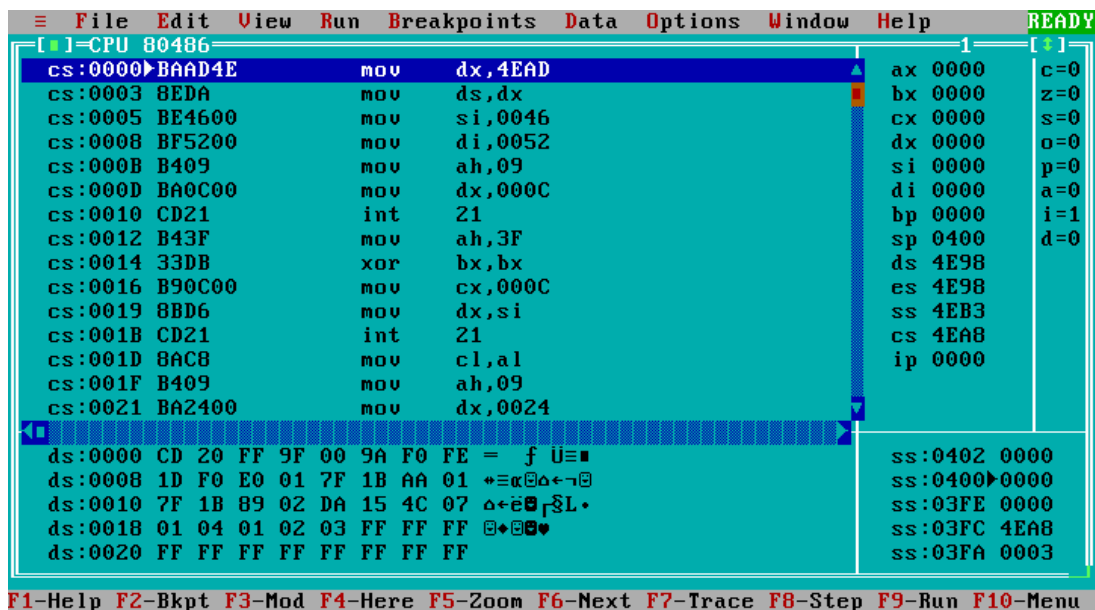 ≡ File Edit View Run Breakpoints Data Options Window Help READY
[■]=CPU 80486 1 [↕]
cs:0000►BAAD4E mov dx,4EAD ax 0000 c=0
cs:0003 8EDA mov ds,dx bx 0000 z=0
cs:0005 BE4600 mov si,0046 cx 0000 s=0
cs:0008 BF5200 mov di,0052 dx 0000 o=0
cs:000B B409 mov ah,09 si 0000 p=0
cs:000D BA0C00 mov dx,000C di 0000 a=0
cs:0010 CD21 int 21 bp 0000 i=1
cs:0012 B43F mov ah,3F sp 0400 d=0
cs:0014 33DB xor bx,bx ds 4E98
cs:0016 B90C00 mov cx,000C es 4E98
cs:0019 8BD6 mov dx,si ss 4EB3
cs:001B CD21 int 21 cs 4EA8
cs:001D 8AC8 mov cl,al ip 0000
cs:001F B409 mov ah,09
cs:0021 BA2400 mov dx,0024
ds:0000 CD 20 FF 9F 00 9A F0 FE = ƒ Ü≡■ ss:0402 0000
ds:0008 1D F0 E0 01 7F 1B AA 01 ↔≡α☺⌂←¬☺ ss:0400►0000
ds:0010 7F 1B 89 02 DA 15 4C 07 ⌂←ë☻┌§L• ss:03FE 0000
ds:0018 01 04 01 02 03 FF FF FF ☺♦☺☻♥ ss:03FC 4EA8
ds:0020 FF FF FF FF FF FF FF FF ss:03FA 0003
F1-Help F2-Bkpt F3-Mod F4-Here F5-Zoom F6-Next F7-Trace F8-Step F9-Run F10-Menu